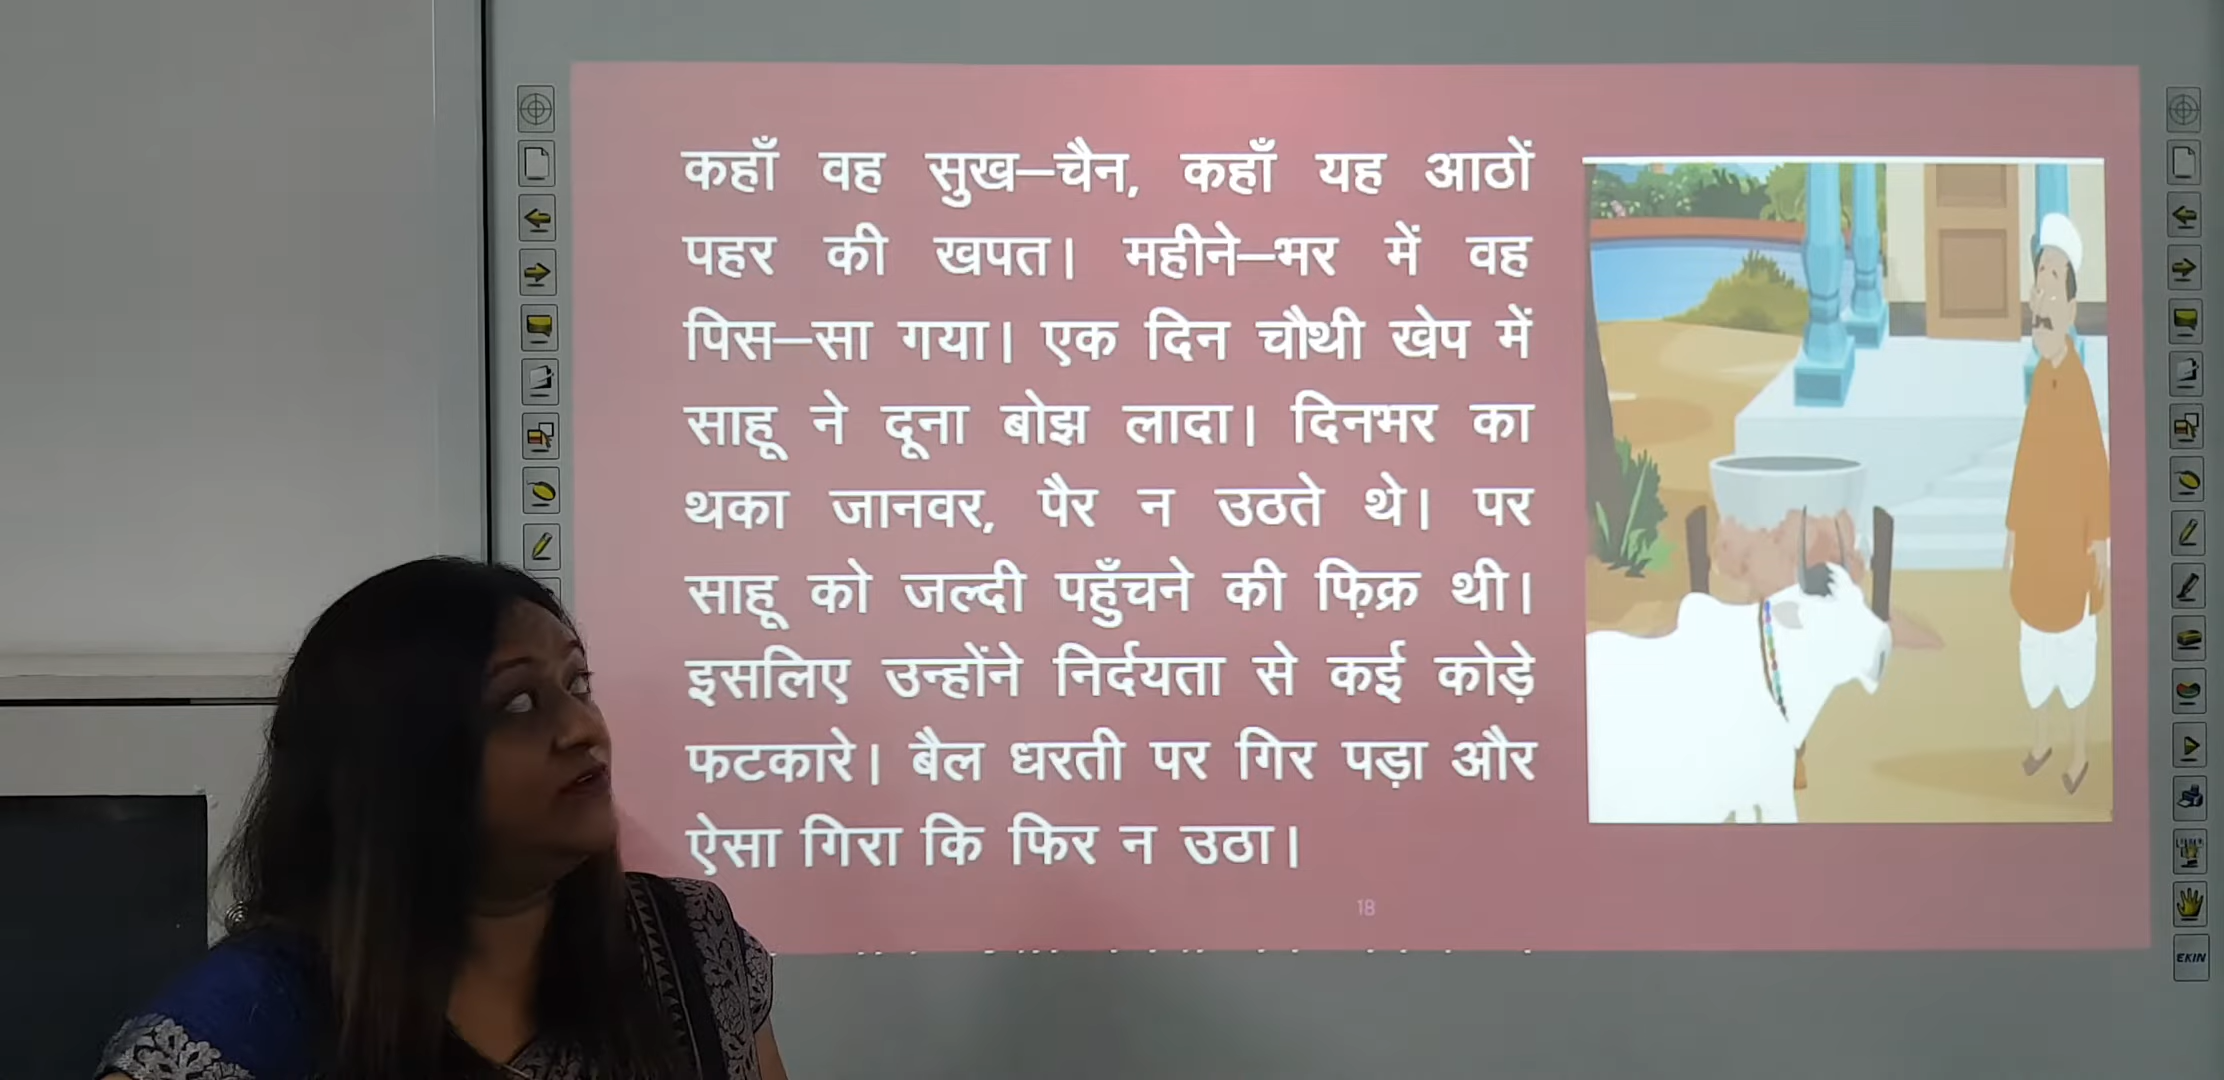 कहाँ वह सुख–चैन, कहाँ यह आठों
पहर की खपत। महीने–भर में वह
पिस–सा गया। एक दिन चौथी खेप में
साहू ने दूना बोझ लादा। दिनभर का
थका जानवर, पैर न उठते थे। पर
साहू को जल्दी पहुँचने की फ़िक्र थी।
इसलिए उन्होंने निर्दयता से कई कोड़े
फटकारे। बैल धरती पर गिर पड़ा और
ऐसा गिरा कि फिर न उठा।
18
EKIN